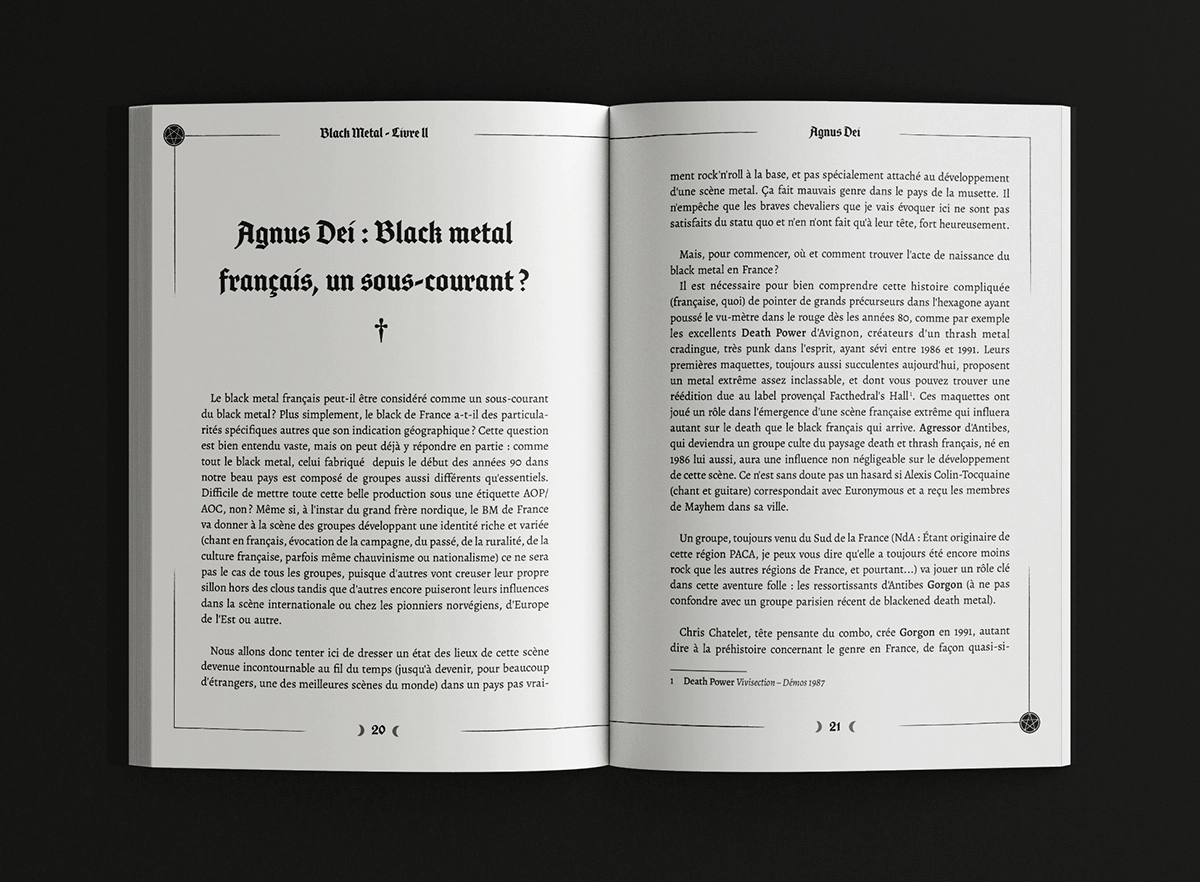 Black Metal - Livre II
Agnus Dei : Black metal
français, un sous-courant ?
†
Le black metal français peut-il être considéré comme un sous-courant
du black metal ? Plus simplement, le black de France a-t-il des particula-
rités spécifiques autres que son indication géographique ? Cette question
est bien entendu vaste, mais on peut déjà y répondre en partie : comme
tout le black metal, celui fabriqué depuis le début des années 90 dans
notre beau pays est composé de groupes aussi différents qu'essentiels.
Difficile de mettre toute cette belle production sous une étiquette AOP/
AOC, non ? Même si, à l'instar du grand frère nordique, le BM de France
va donner à la scène des groupes développant une identité riche et variée
(chant en français, évocation de la campagne, du passé, de la ruralité, de la
culture française, parfois même chauvinisme ou nationalisme) ce ne sera
pas le cas de tous les groupes, puisque d'autres vont creuser leur propre
sillon hors des clous tandis que d'autres encore puiseront leurs influences
dans la scène internationale ou chez les pionniers norvégiens, d'Europe
de l'Est ou autre.
Nous allons donc tenter ici de dresser un état des lieux de cette scène
devenue incontournable au fil du temps (jusqu'à devenir, pour beaucoup
d'étrangers, une des meilleures scènes du monde) dans un pays pas vrai-
20
Agnus Dei
ment rock'n'roll à la base, et pas spécialement attaché au développement
d'une scène metal. Ça fait mauvais genre dans le pays de la musette. Il
n'empêche que les braves chevaliers que je vais évoquer ici ne sont pas
satisfaits du statu quo et n'en n'ont fait qu'à leur tête, fort heureusement.
Mais, pour commencer, où et comment trouver l'acte de naissance du
black metal en France ?
Il est nécessaire pour bien comprendre cette histoire compliquée
(française, quoi) de pointer de grands précurseurs dans l'hexagone ayant
poussé le vu-mètre dans le rouge dès les années 80, comme par exemple
les excellents Death Power d'Avignon, créateurs d'un thrash metal
cradingue, très punk dans l'esprit, ayant sévi entre 1986 et 1991. Leurs
premières maquettes, toujours aussi succulentes aujourd'hui, proposent
un metal extrême assez inclassable, et dont vous pouvez trouver une
réédition due au label provençal Facthedral's Hall¹. Ces maquettes ont
joué un rôle dans l'émergence d'une scène française extrême qui influera
autant sur le death que le black français qui arrive. Agressor d'Antibes,
qui deviendra un groupe culte du paysage death et thrash français, né en
1986 lui aussi, aura une influence non négligeable sur le développement
de cette scène. Ce n'est sans doute pas un hasard si Alexis Colin-Tocquaine
(chant et guitare) correspondait avec Euronymous et a reçu les membres
de Mayhem dans sa ville.
Un groupe, toujours venu du Sud de la France (NdA : Étant originaire de
cette région PACA, je peux vous dire qu'elle a toujours été encore moins
rock que les autres régions de France, et pourtant...) va jouer un rôle clé
dans cette aventure folle : les ressortissants d'Antibes Gorgon (à ne pas
confondre avec un groupe parisien récent de blackened death metal).
Chris Chatelet, tête pensante du combo, crée Gorgon en 1991, autant
dire à la préhistoire concernant le genre en France, de façon quasi-si-
1 Death Power Vivisection – Démos 1987
21